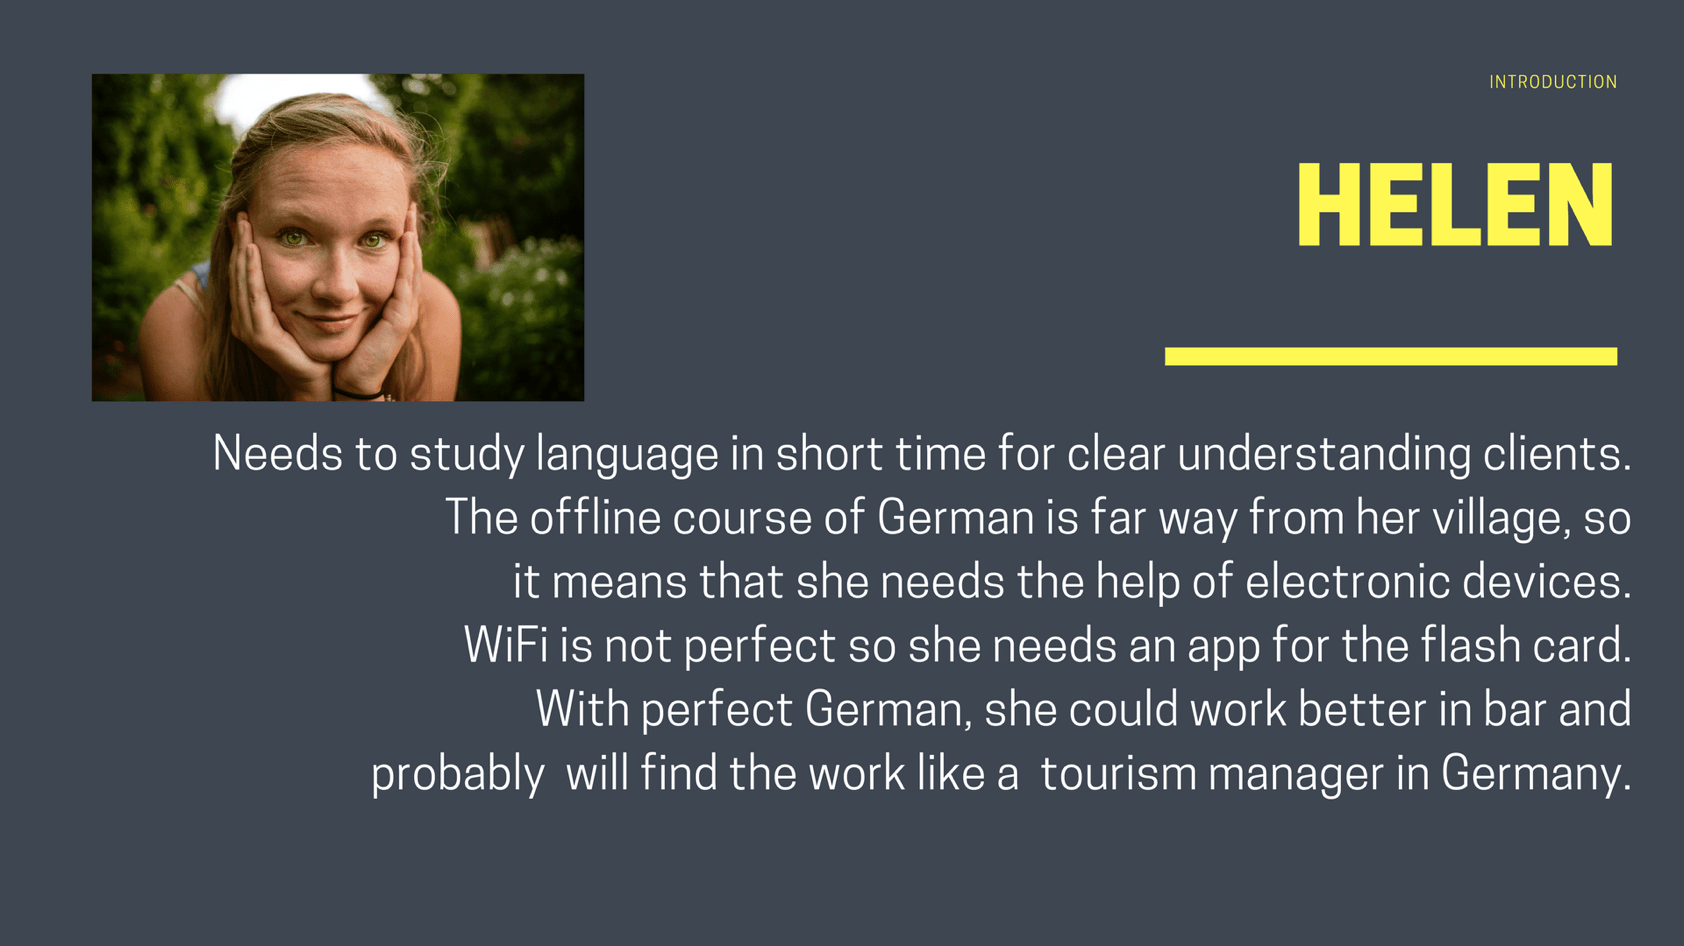 INTRODUCTION
HELEN
Needs to study language in short time for clear understanding clients.
The offline course of German is far way from her village, so
it means that she needs the help of electronic devices.
WiFi is not perfect so she needs an app for the flash card.
With perfect German, she could work better in bar and
probably  will find the work like a  tourism manager in Germany.